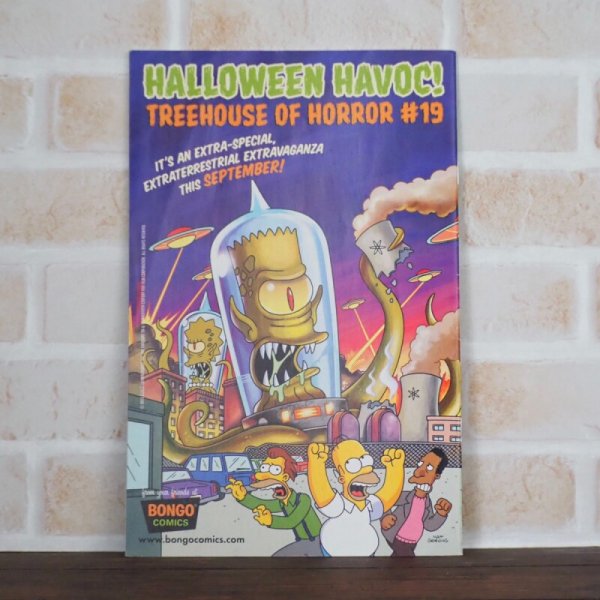 HALLOWEEN HAVOC!
TREEHOUSE OF HORROR #19
IT'S AN EXTRA-SPECIAL,
EXTRATERRESTRIAL EXTRAVAGANZA
THIS SEPTEMBER!
from your friends at
BONGO
COMICS
www.bongocomics.com